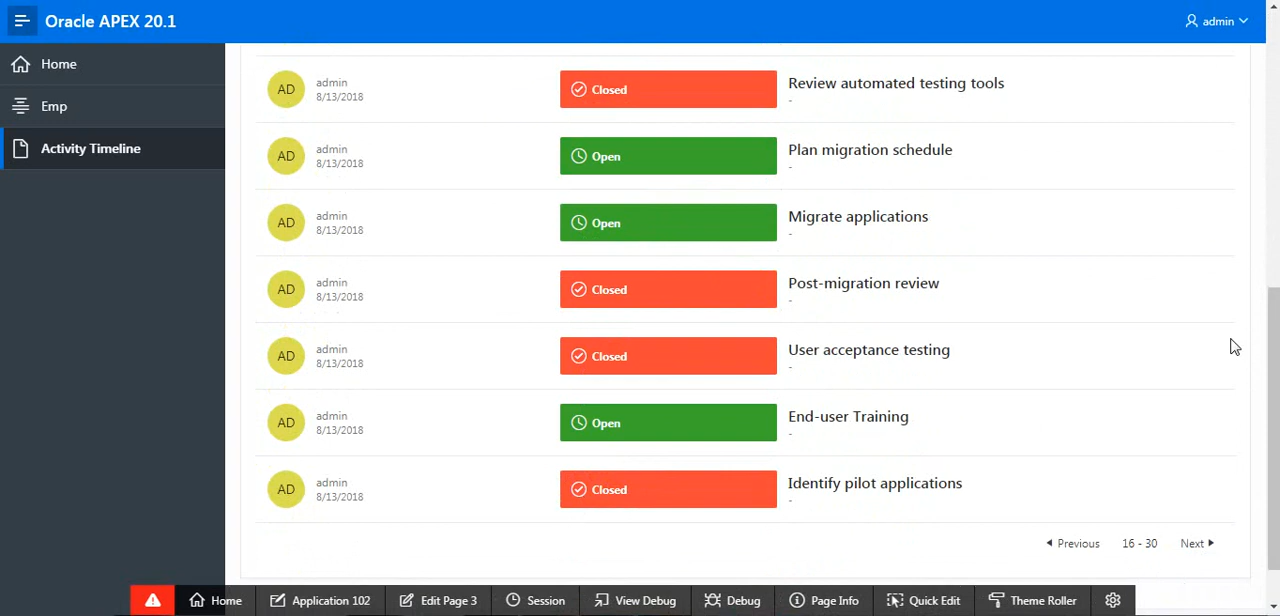 Oracle APEX 20.1
admin
Home
Emp
Activity Timeline
AD
admin
8/13/2018
Closed
Review automated testing tools
-
AD
admin
8/13/2018
Open
Plan migration schedule
-
AD
admin
8/13/2018
Open
Migrate applications
-
AD
admin
8/13/2018
Closed
Post-migration review
-
AD
admin
8/13/2018
Closed
User acceptance testing
-
AD
admin
8/13/2018
Open
End-user Training
-
AD
admin
8/13/2018
Closed
Identify pilot applications
-
Previous 16 - 30 Next
Home Application 102 Edit Page 3 Session View Debug Debug Page Info Quick Edit Theme Roller